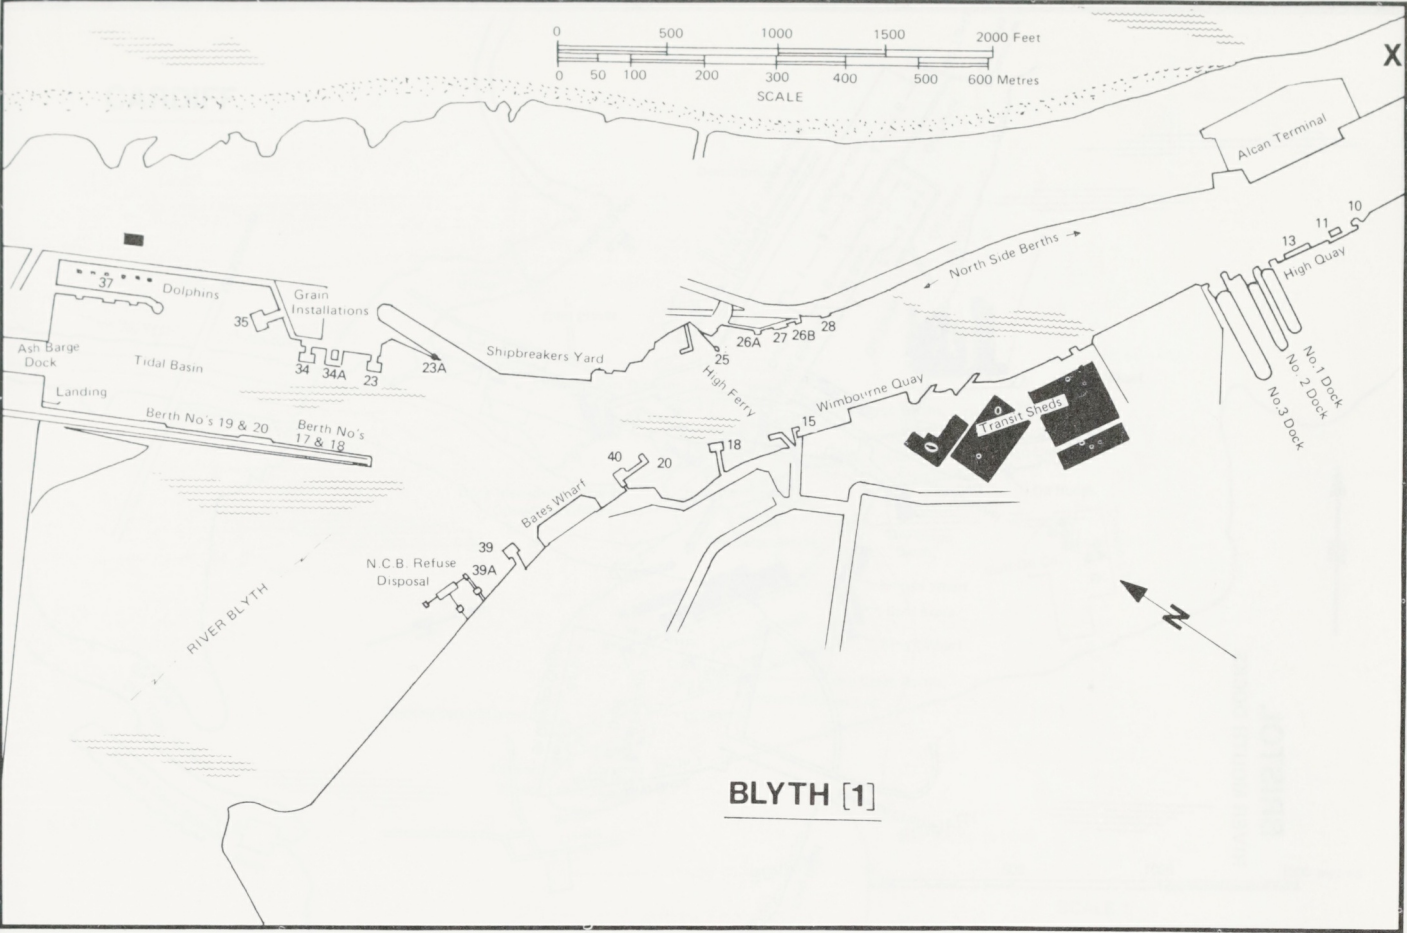 0 500 1000 1500 2000 Feet
0 50 100 200 300 400 500 600 Metres
SCALE
X
Alcan Terminal
10
11
13
High Quay
North Side Berths
No.1 Dock
No. 2 Dock
No.3 Dock
37
Dolphins
Grain
Installations
35
34
34A
23
23A
Ash Barge
Dock
Tidal Basin
Landing
Berth No's 19 & 20
Berth No's
17 & 18
Shipbreakers Yard
25
26A
27
26B
28
High Ferry
Wimbourne Quay
15
18
Transit Sheds
40
20
Bates Wharf
39
39A
N.C.B. Refuse
Disposal
RIVER BLYTH
N
BLYTH [1]